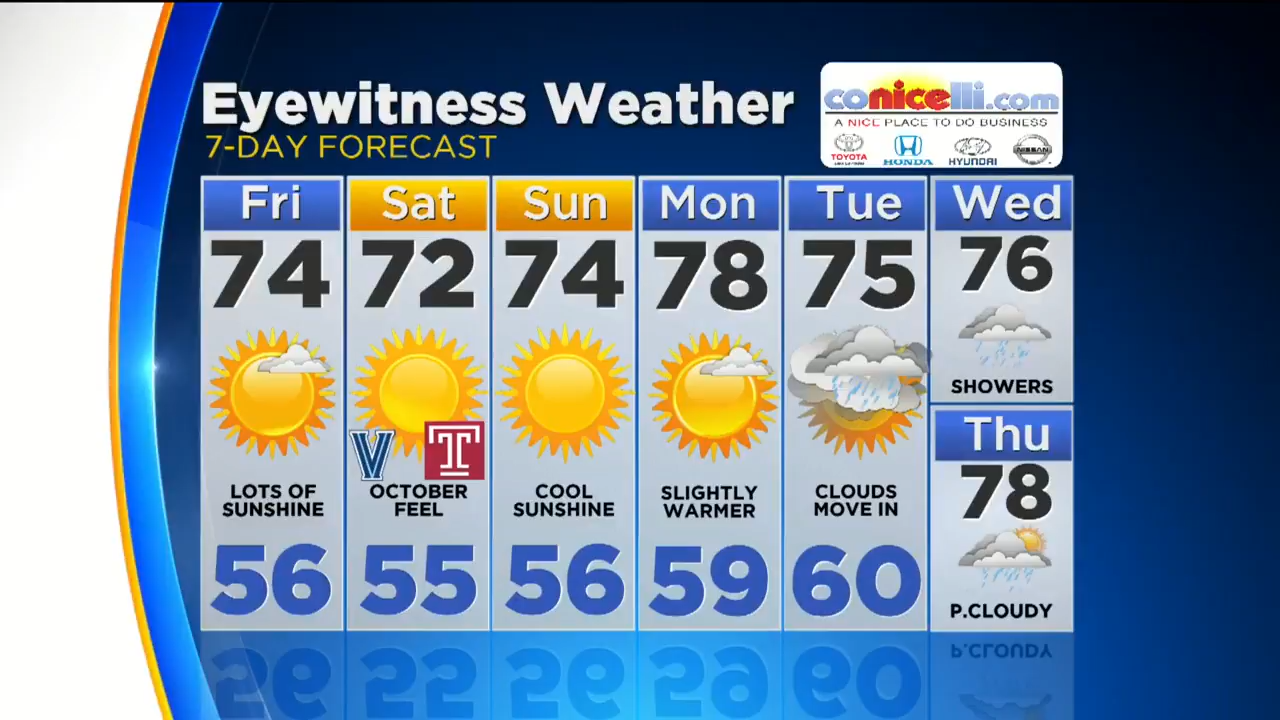 Eyewitness Weather
7-DAY FORECAST
conicelli.com
A NICE PLACE TO DO BUSINESS
TOYOTA
HONDA
HYUNDAI
NISSAN
Fri
74
LOTS OF
SUNSHINE
56
Sat
72
V
T
OCTOBER
FEEL
55
Sun
74
COOL
SUNSHINE
56
Mon
78
SLIGHTLY
WARMER
59
Tue
75
CLOUDS
MOVE IN
60
Wed
76
SHOWERS
Thu
78
P.CLOUDY